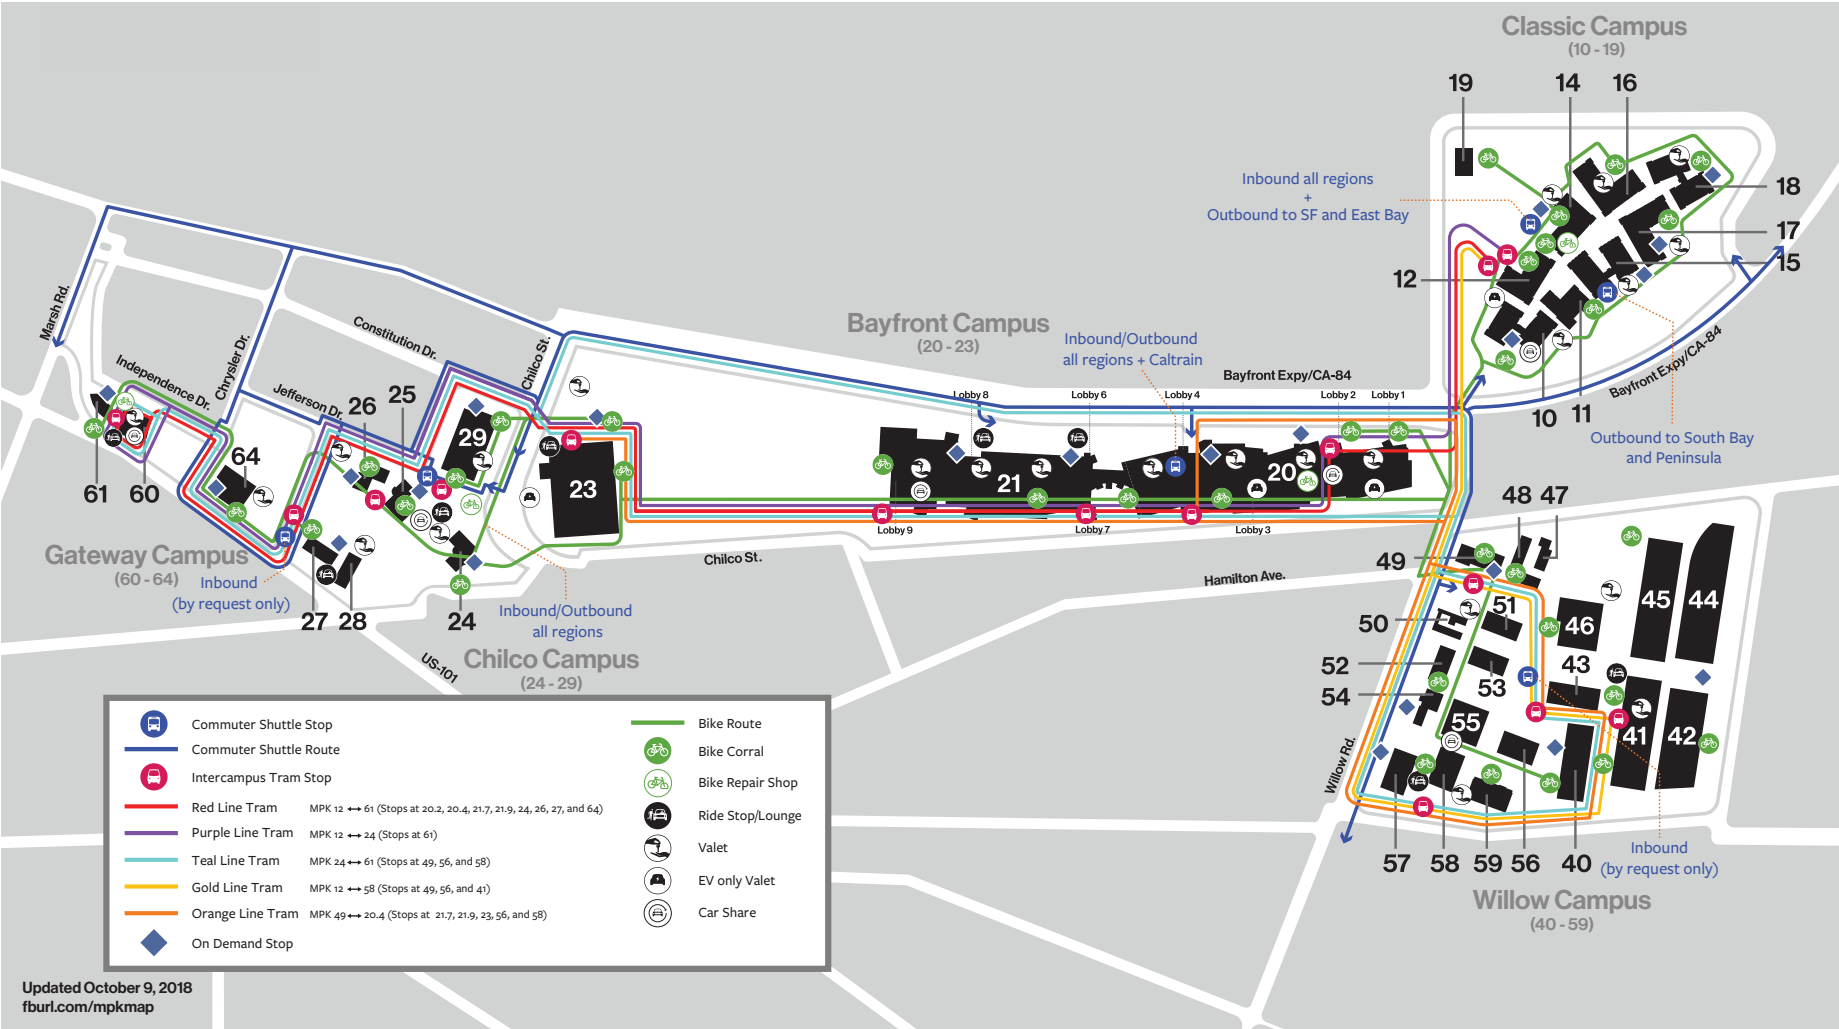 Classic Campus
(10 - 19)
19
14
16
Inbound all regions
+
Outbound to SF and East Bay
18
17
15
12
10
11
Bayfront Expy/CA-84
Outbound to South Bay
and Peninsula
Marsh Rd.
Independence Dr.
Chrysler Dr.
Constitution Dr.
Jefferson Dr.
Chilco St.
Bayfront Campus
(20 - 23)
Inbound/Outbound
all regions + Caltrain
Bayfront Expy/CA-84
Lobby 8
Lobby 6
Lobby 4
Lobby 2
Lobby 1
26
25
29
64
61
60
23
21
20
Lobby 9
Lobby 7
Lobby 3
Chilco St.
Hamilton Ave.
Gateway Campus
(60 - 64)
Inbound
(by request only)
27
28
24
Inbound/Outbound
all regions
US-101
Chilco Campus
(24 - 29)
48
47
49
45
44
51
46
50
52
43
53
54
55
41
42
Willow Rd.
57
58
59
56
40
Inbound
(by request only)
Willow Campus
(40 - 59)
Commuter Shuttle Stop
Commuter Shuttle Route
Intercampus Tram Stop
Red Line Tram MPK 12 ↔ 61 (Stops at 20.2, 20.4, 21.7, 21.9, 24, 26, 27, and 64)
Purple Line Tram MPK 12 ↔ 24 (Stops at 61)
Teal Line Tram MPK 24 ↔ 61 (Stops at 49, 56, and 58)
Gold Line Tram MPK 12 ↔ 58 (Stops at 49, 56, and 41)
Orange Line Tram MPK 49 ↔ 20.4 (Stops at 21.7, 21.9, 23, 56, and 58)
On Demand Stop
Bike Route
Bike Corral
Bike Repair Shop
Ride Stop/Lounge
Valet
EV only Valet
Car Share
Updated October 9, 2018
fburl.com/mpkmap